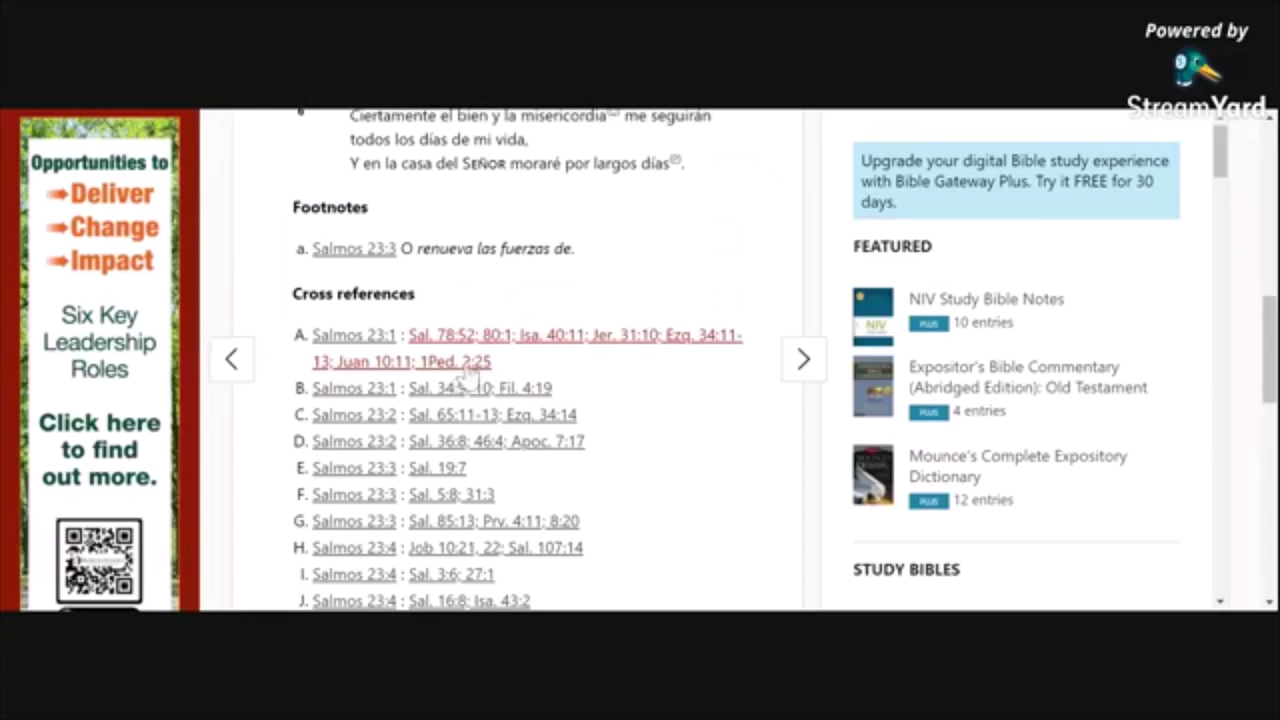 Powered by
StreamYard
Opportunities to
Deliver
Change
Impact
Six Key
Leadership
Roles
Click here
to find
out more.
6 Ciertamente el bien y la misericordia me seguirán
todos los días de mi vida,
Y en la casa del SEÑOR moraré por largos días.
Footnotes
a. Salmos 23:3 O renueva las fuerzas de.
Cross references
A. Salmos 23:1 : Sal. 78:52; 80:1; Isa. 40:11; Jer. 31:10; Ezq. 34:11-
13; Juan 10:11; 1Ped. 2:25
B. Salmos 23:1 : Sal. 34 10; Fil. 4:19
C. Salmos 23:2 : Sal. 65:11-13; Ezq. 34:14
D. Salmos 23:2 : Sal. 36:8; 46:4; Apoc. 7:17
E. Salmos 23:3 : Sal. 19:7
F. Salmos 23:3 : Sal. 5:8; 31:3
G. Salmos 23:3 : Sal. 85:13; Prv. 4:11; 8:20
H. Salmos 23:4 : Job 10:21, 22; Sal. 107:14
I. Salmos 23:4 : Sal. 3:6; 27:1
J. Salmos 23:4 : Sal. 16:8; Isa. 43:2
Upgrade your digital Bible study experience
with Bible Gateway Plus. Try it FREE for 30
days.
FEATURED
NIV Study Bible Notes
PLUS 10 entries
Expositor's Bible Commentary
(Abridged Edition): Old Testament
PLUS 4 entries
Mounce's Complete Expository
Dictionary
PLUS 12 entries
STUDY BIBLES
NIV